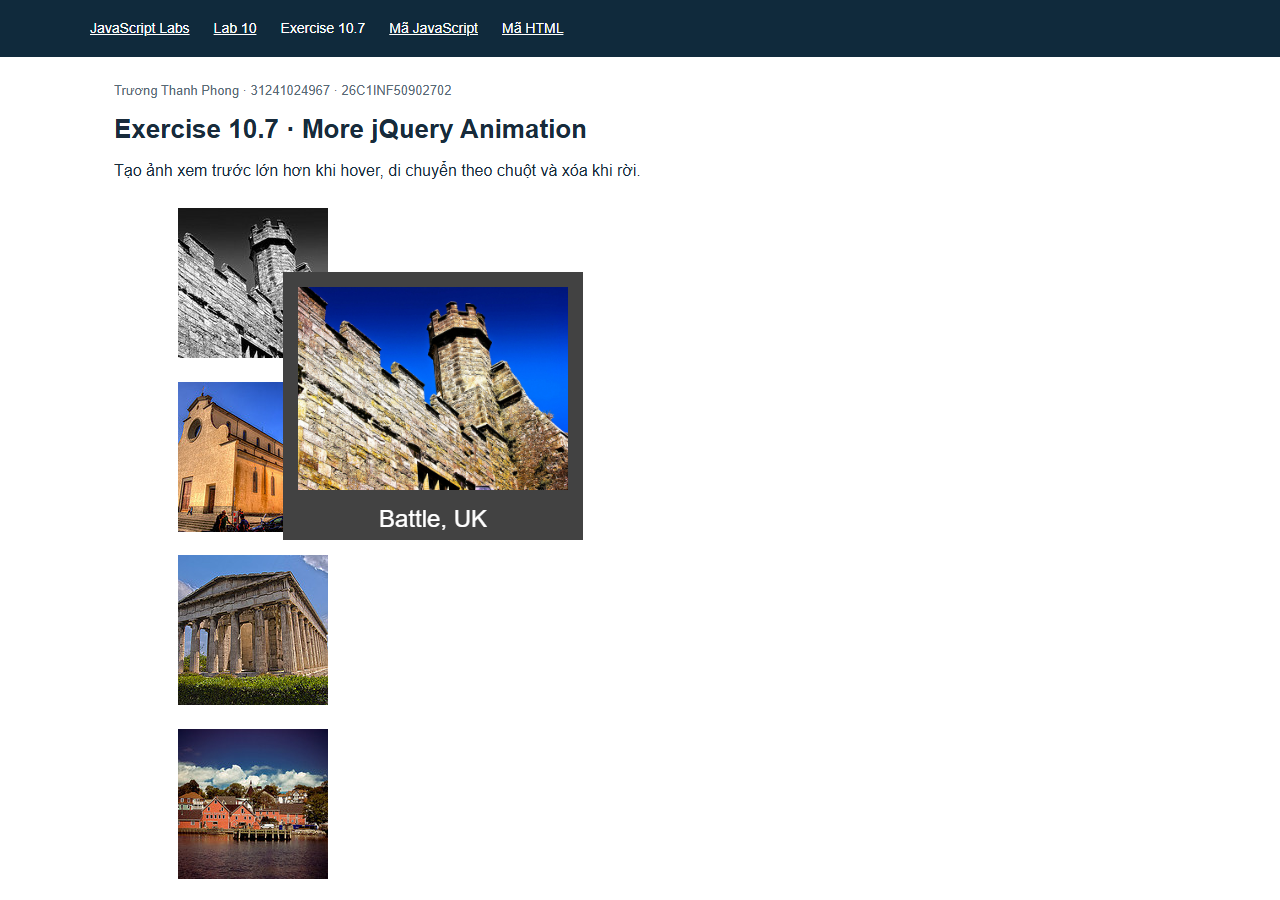 JavaScript Labs Lab 10 Exercise 10.7 Mã JavaScript Mã HTML
Trương Thanh Phong · 31241024967 · 26C1INF50902702
Exercise 10.7 · More jQuery Animation
Tạo ảnh xem trước lớn hơn khi hover, di chuyển theo chuột và xóa khi rời.
Battle, UK